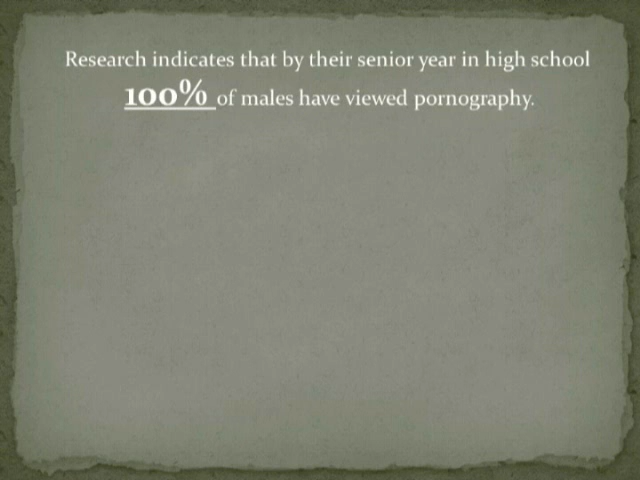 Research indicates that by their senior year in high school
100% of males have viewed pornography.